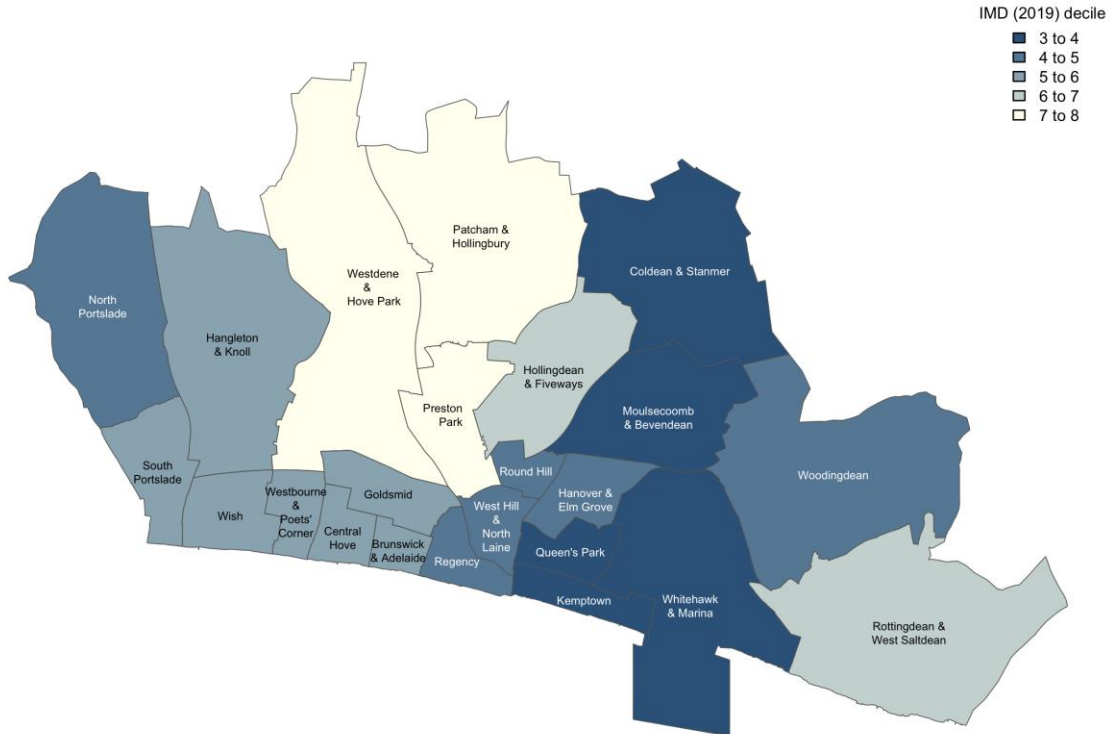 IMD (2019) decile
3 to 4
4 to 5
5 to 6
6 to 7
7 to 8
Patcham &
Hollingbury
Coldean & Stanmer
Westdene
&
Hove Park
North
Portslade
Hangleton
& Knoll
Hollingdean
& Fiveways
Preston
Park
Moulsecoomb
& Bevendean
South
Portslade
Round Hill
Woodingdean
Goldsmid
Westbourne
&
Poets'
Corner
Hanover &
Elm Grove
West Hill
&
North
Laine
Wish
Central
Hove
Brunswick
& Adelaide
Regency
Queen's Park
Kemptown
Whitehawk
& Marina
Rottingdean &
West Saltdean